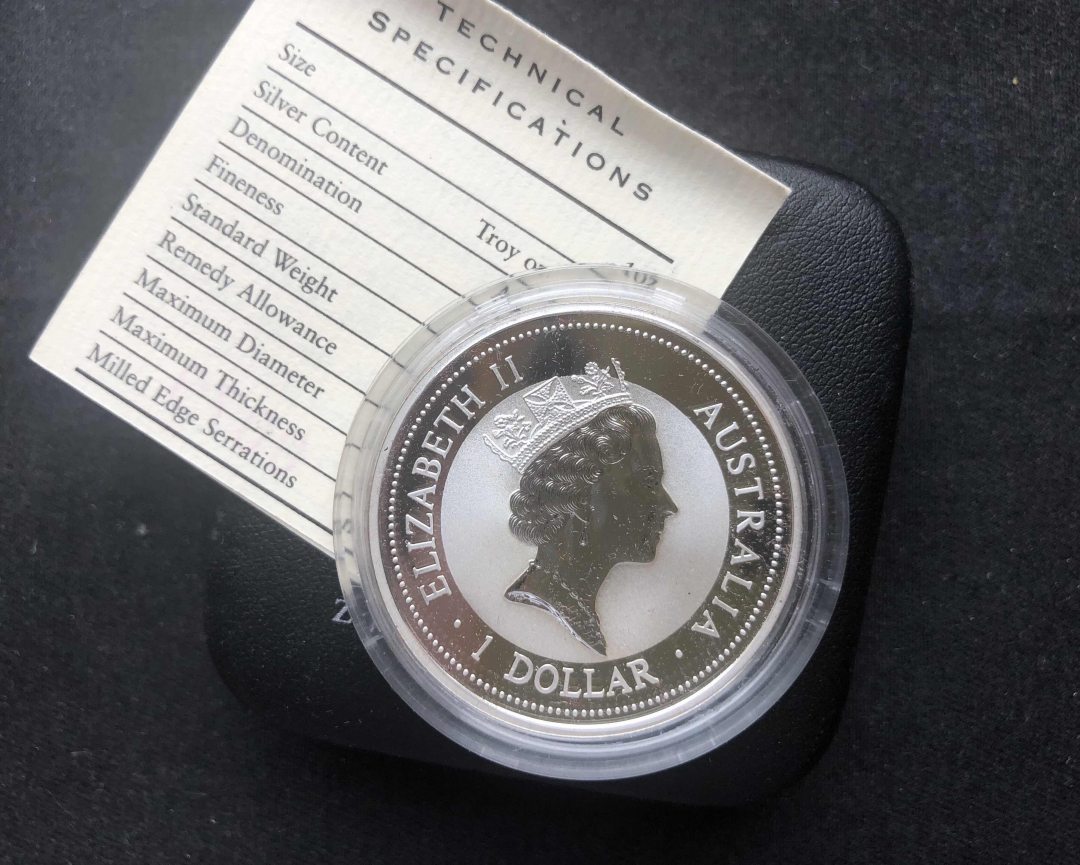 TECHNICAL
SPECIFICATIONS
Size
Silver Content
Troy
1oz
Denomination
Fineness
Standard Weight
Remedy Allowance
Maximum Diameter
Maximum Thickness
Milled Edge Serrations
ELIZABETH II
AUSTRALIA
1 DOLLAR